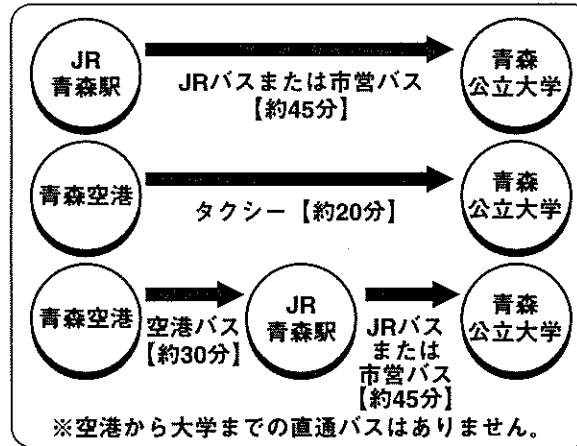 JR
青森駅
JRバスまたは市営バス
【約45分】
青森
公立大学
青森空港
タクシー【約20分】
青森
公立大学
青森空港
空港バス
【約30分】
JR
青森駅
JRバス
または
市営バス
【約45分】
青森
公立大学
※空港から大学までの直通バスはありません。